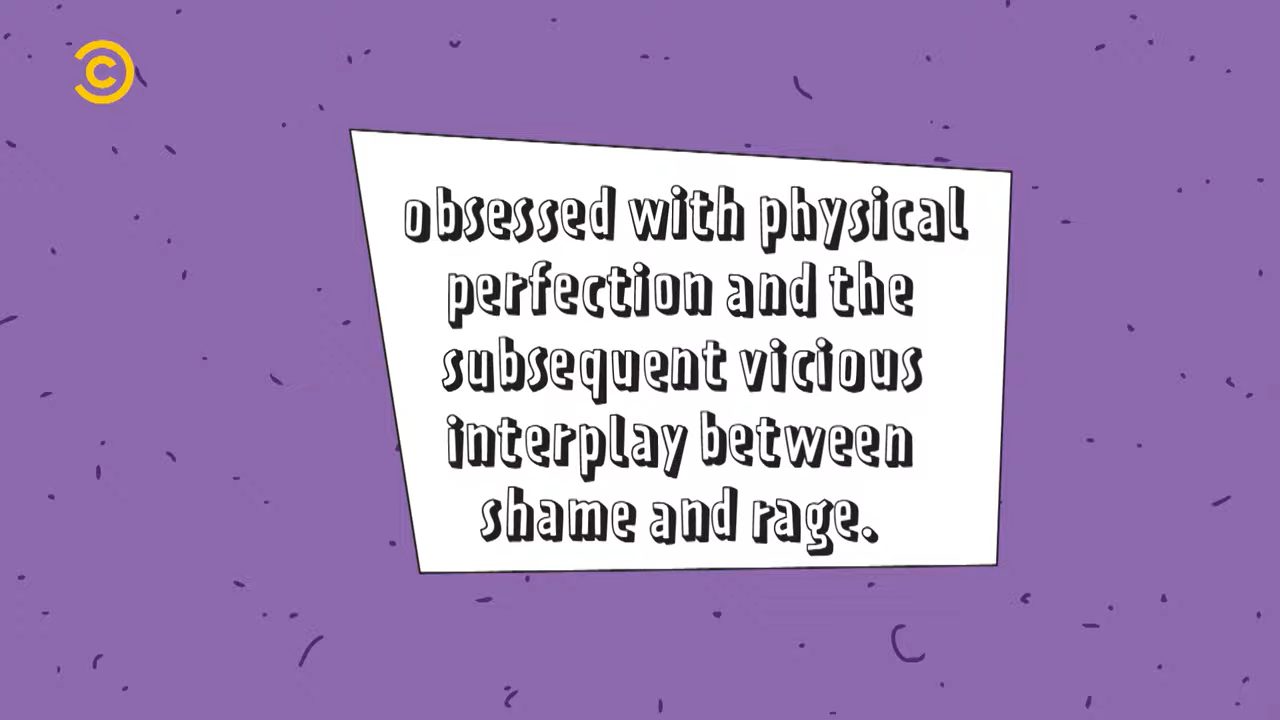 obsessed with physical
perfection and the
subsequent vicious
interplay between
shame and rage.